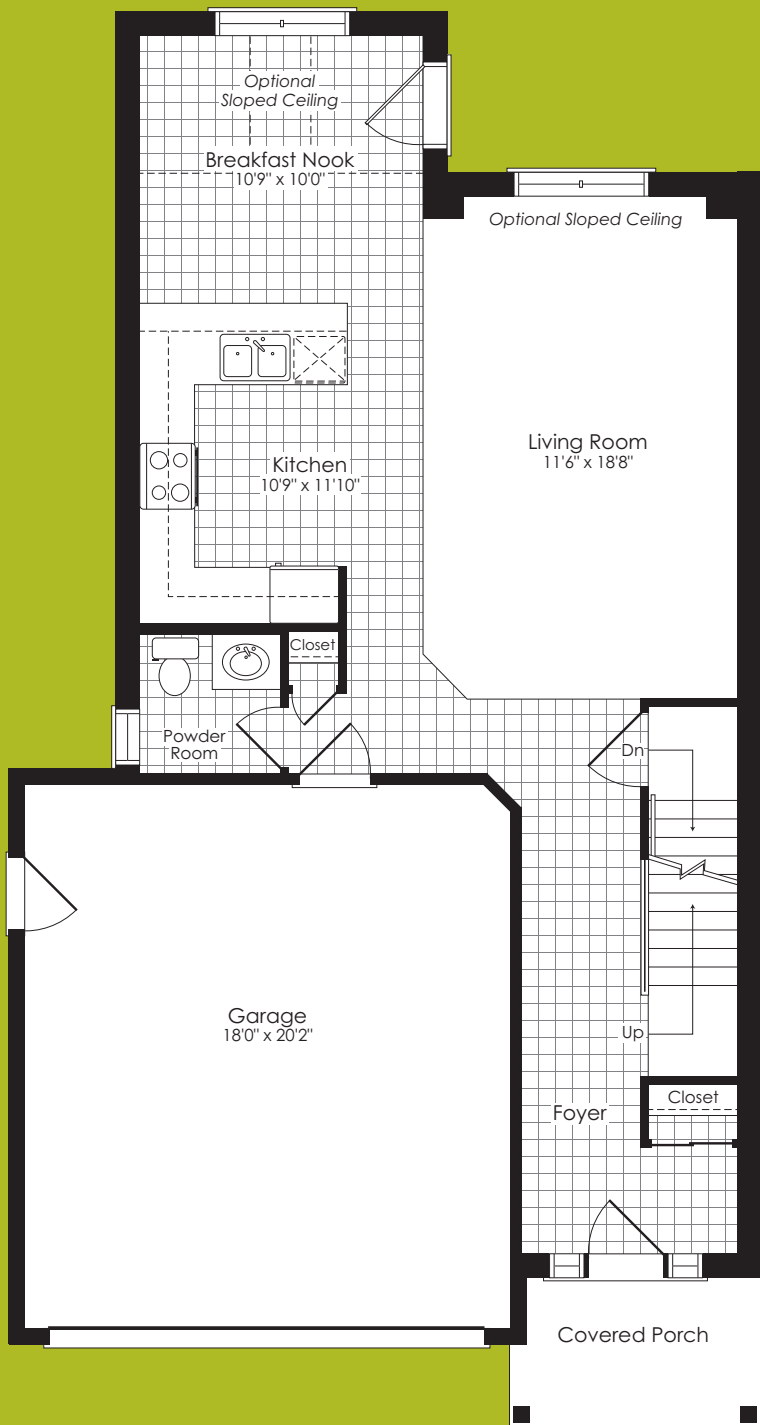 Optional
Sloped Ceiling
Breakfast Nook
10'9" x 10'0"
Optional Sloped Ceiling
Living Room
11'6" x 18'8"
Kitchen
10'9" x 11'10"
Closet
Powder
Room
Dn
Garage
18'0" x 20'2"
Up
Closet
Foyer
Covered Porch